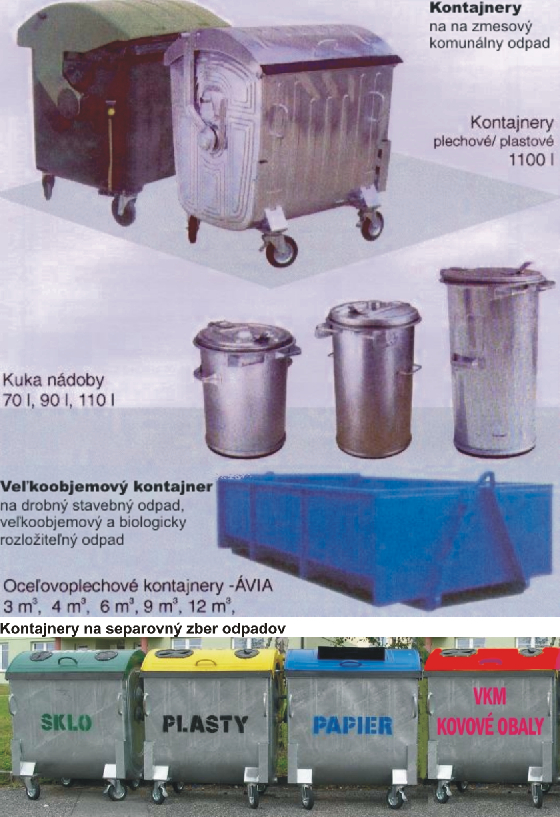 Kontajnery
na na zmesový
komunálny odpad
Kontajnery
plechové/ plastové
1100 l
Kuka nádoby
70 l, 90 l, 110 l
Veľkoobjemový kontajner
na drobný stavebný odpad,
veľkoobjemový a biologicky
rozložiteľný odpad
Oceľovoplechové kontajnery -ÁVIA
3 m³, 4 m³, 6 m³, 9 m³, 12 m³,
Kontajnery na separovný zber odpadov
SKLO
PLASTY
PAPIER
VKM
KOVOVÉ OBALY